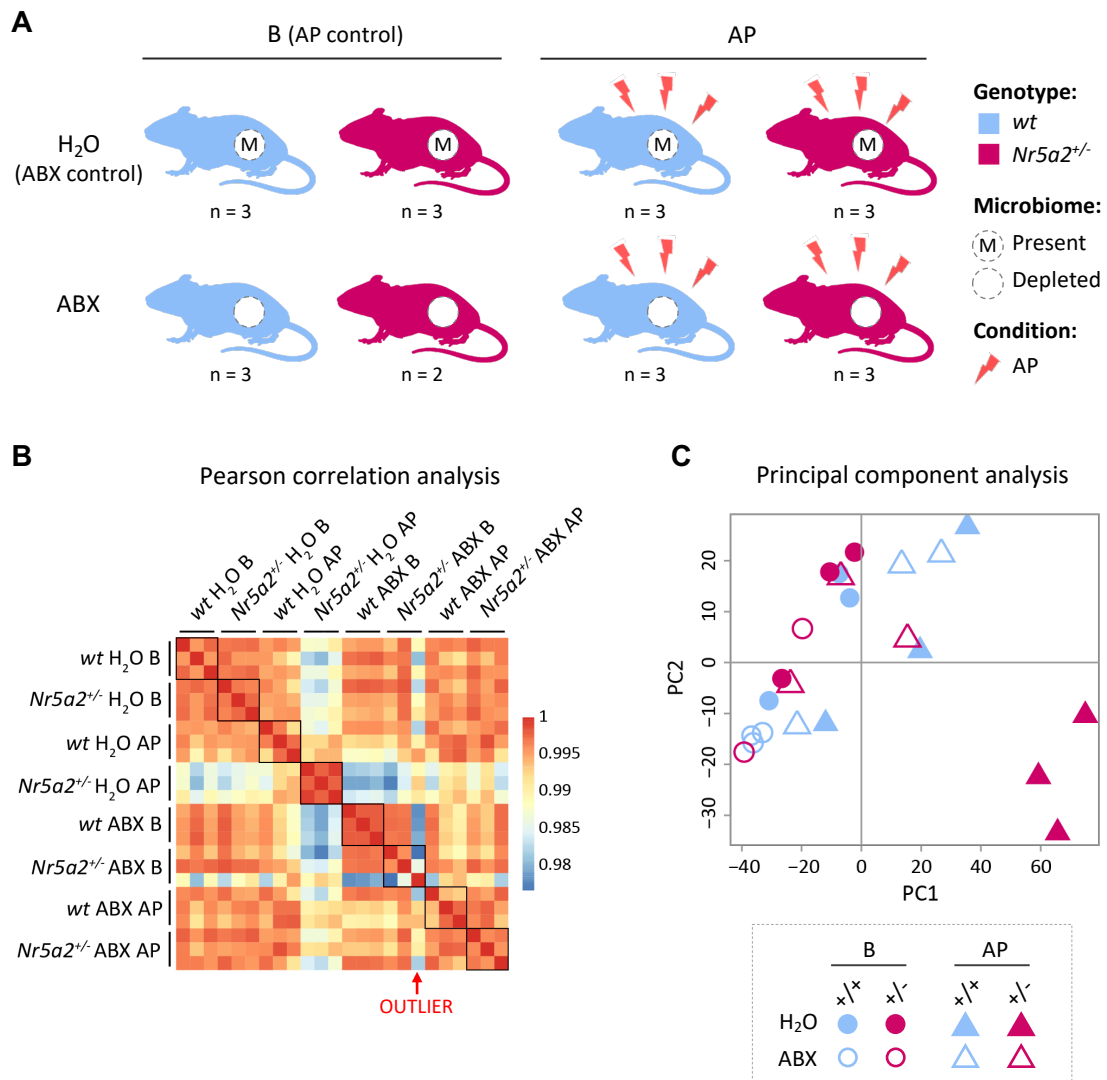 A
B (AP control)
AP
H₂O
(ABX control)
M
M
M
M
n = 3
n = 3
n = 3
n = 3
ABX
n = 3
n = 2
n = 3
n = 3
Genotype:
wt
Nr5a2+/-
Microbiome:
M Present
Depleted
Condition:
AP
B
Pearson correlation analysis
wt H₂O B
Nr5a2+/- H₂O B
wt H₂O AP
Nr5a2+/- H₂O AP
wt ABX B
Nr5a2+/- ABX B
wt ABX AP
Nr5a2+/- ABX AP
wt H₂O B
Nr5a2+/- H₂O B
wt H₂O AP
Nr5a2+/- H₂O AP
wt ABX B
Nr5a2+/- ABX B
wt ABX AP
Nr5a2+/- ABX AP
1
0.995
0.99
0.985
0.98
OUTLIER
C
Principal component analysis
PC2
20
10
0
−10
−20
−30
−40
−20
0
20
40
60
PC1
B
AP
+/+
+/-
+/+
+/-
H₂O
ABX